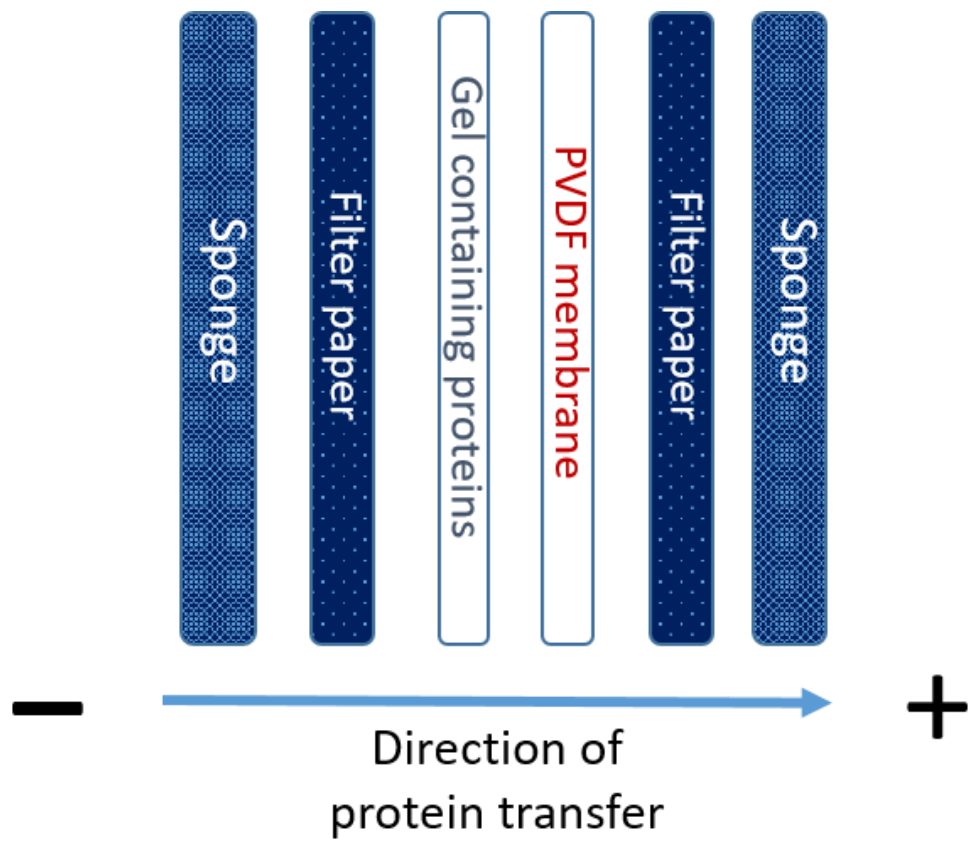 Sponge
Filter paper
Gel containing proteins
PVDF membrane
Filter paper
Sponge
− +
Direction of
protein transfer